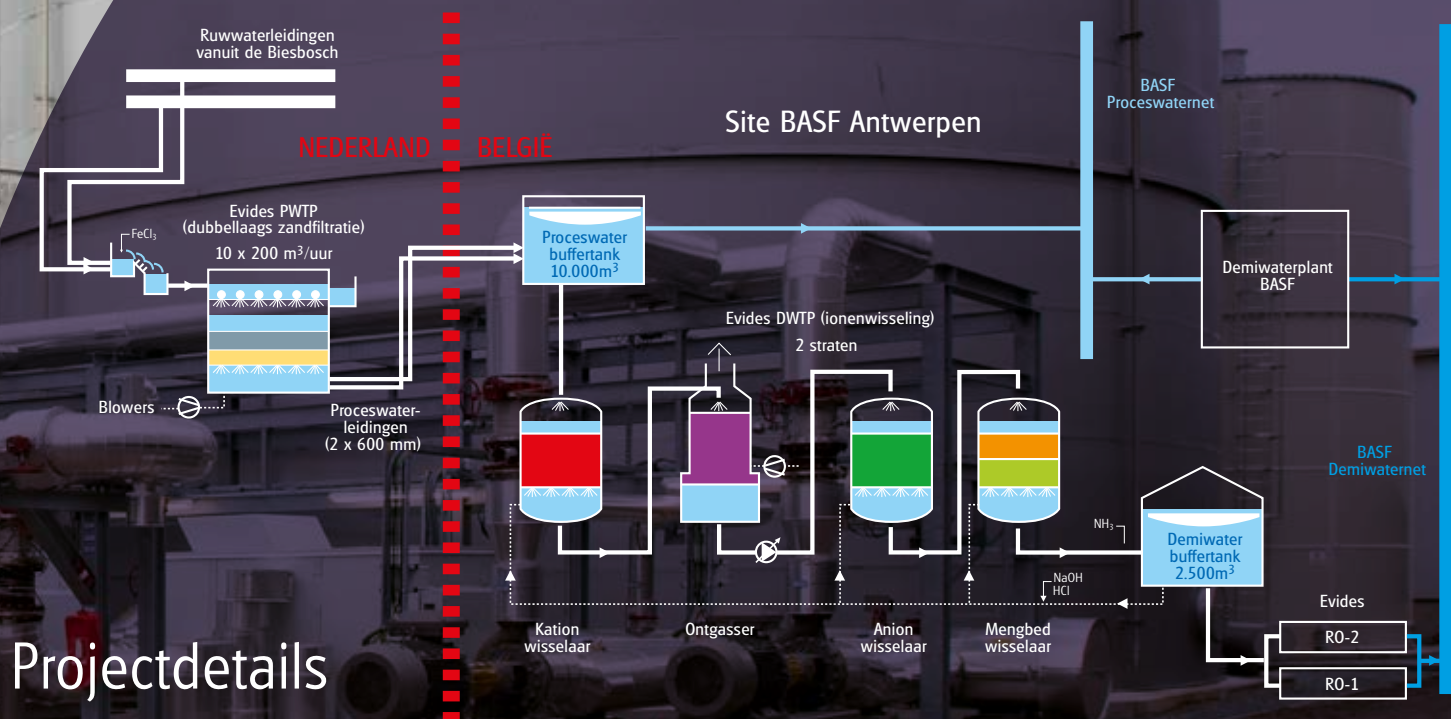 Ruwwaterleidingen
vanuit de Biesbosch
NEDERLAND
BELGIË
Site BASF Antwerpen
BASF
Proceswaternet
Evides PWTP
(dubbellaags zandfiltratie)
10 x 200 m³/uur
FeCl₃
Proceswater
buffertank
10.000m³
Demiwaterplant
BASF
Evides DWTP (ionenwisseling)
2 straten
Blowers
Proceswater-
leidingen
(2 x 600 mm)
BASF
Demiwaternet
NH₃
Demiwater
buffertank
2.500m³
NaOH
HCl
Kation
wisselaar
Ontgasser
Anion
wisselaar
Mengbed
wisselaar
Evides
RO-2
RO-1
Projectdetails